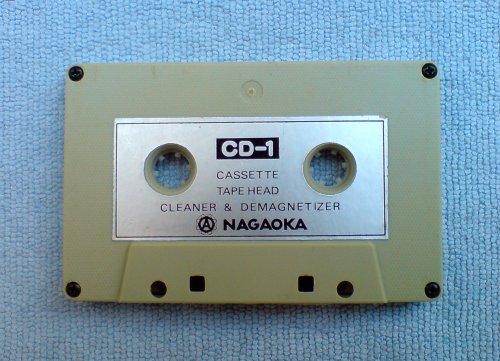 CD-1
CASSETTE
TAPE HEAD
CLEANER & DEMAGNETIZER
NAGAOKA